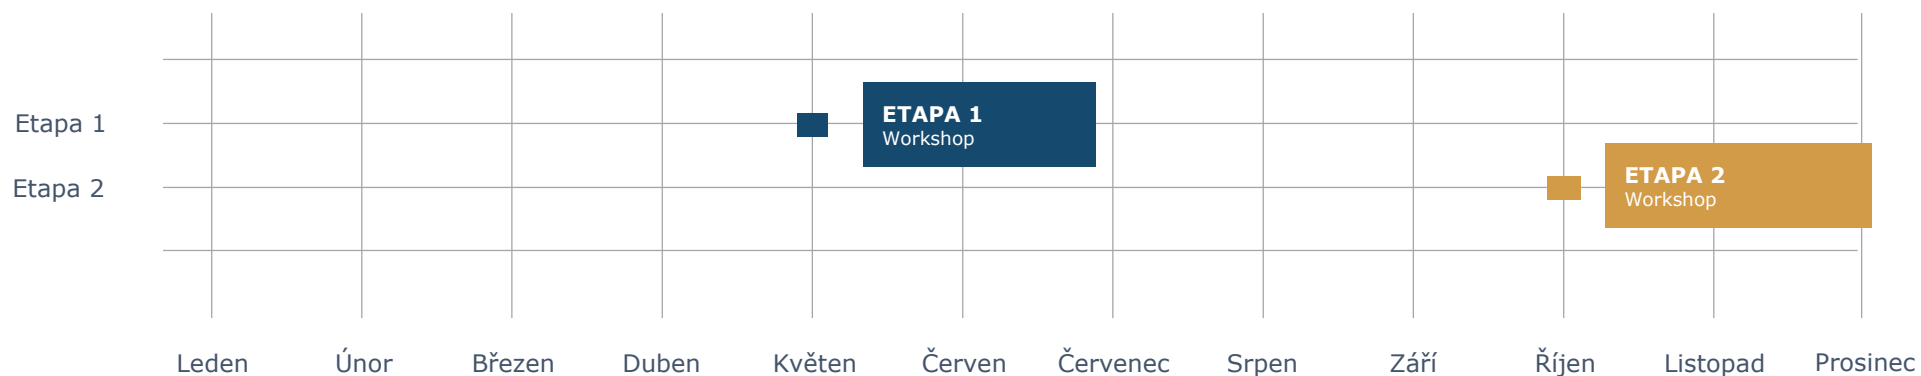 Etapa 1
ETAPA 1
Workshop
Etapa 2
ETAPA 2
Workshop
Leden Únor Březen Duben Květen Červen Červenec Srpen Září Říjen Listopad Prosinec